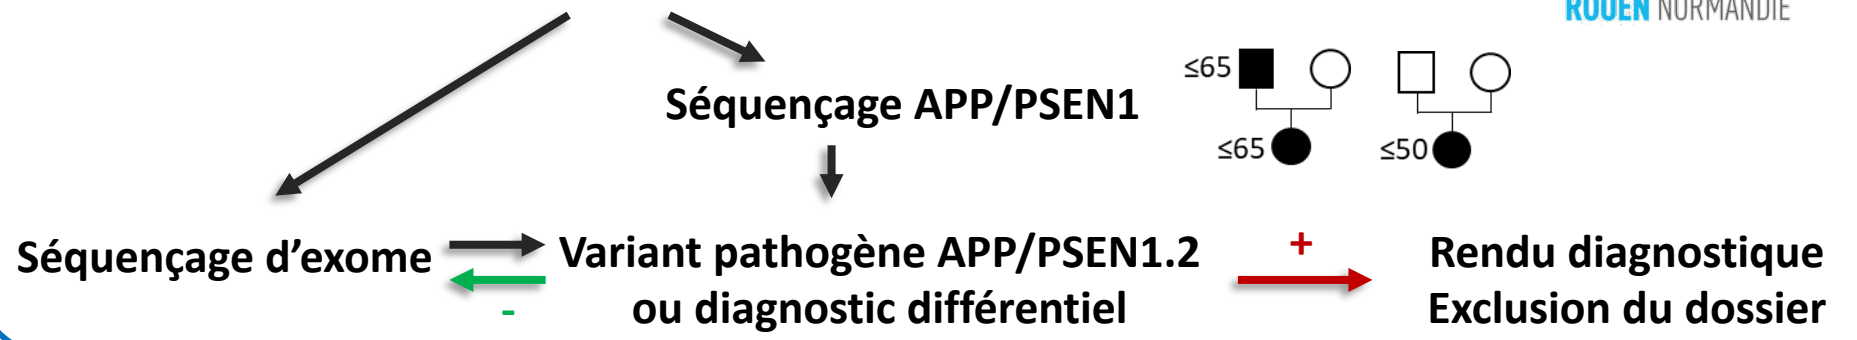 ROUEN NORMANDIE
≤65
Séquençage APP/PSEN1
≤65
≤50
Séquençage d’exome
Variant pathogène APP/PSEN1.2
ou diagnostic différentiel
+
-
Rendu diagnostique
Exclusion du dossier